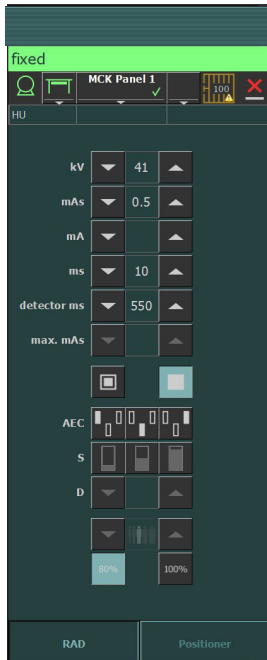 fixed
MCK Panel 1
100
HU
kV 41
mAs 0.5
mA
ms 10
detector ms 550
max. mAs
AEC
S
D
80% 100%
RAD Positioner